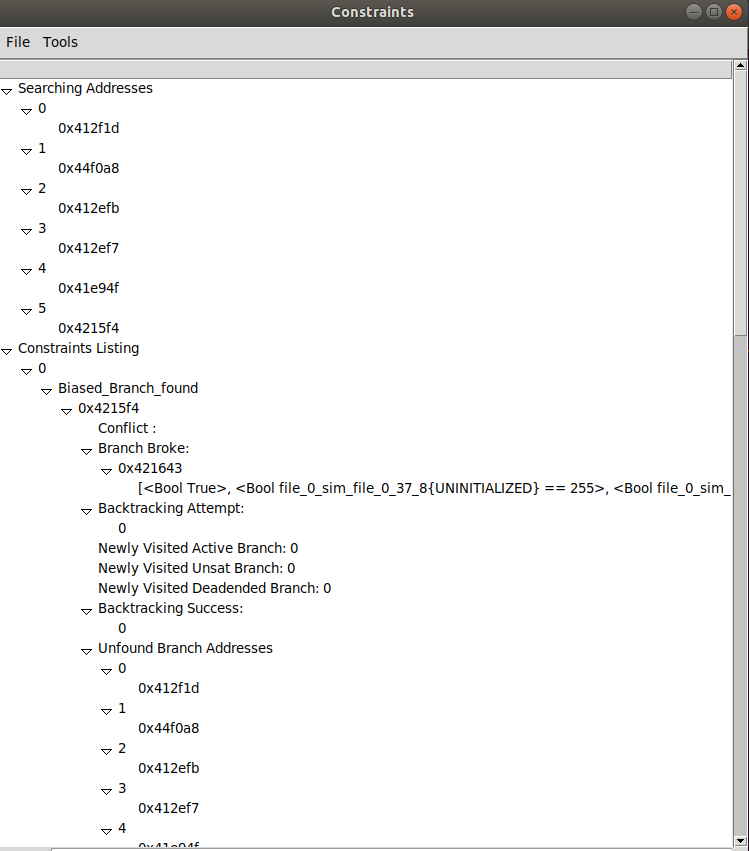 Constraints
File Tools
Searching Addresses
0
0x412f1d
1
0x44f0a8
2
0x412efb
3
0x412ef7
4
0x41e94f
5
0x4215f4
Constraints Listing
0
Biased_Branch_found
0x4215f4
Conflict :
Branch Broke:
0x421643
[<Bool True>, <Bool file_0_sim_file_0_37_8{UNINITIALIZED} == 255>, <Bool file_0_sim_
Backtracking Attempt:
0
Newly Visited Active Branch: 0
Newly Visited Unsat Branch: 0
Newly Visited Deadended Branch: 0
Backtracking Success:
0
Unfound Branch Addresses
0
0x412f1d
1
0x44f0a8
2
0x412efb
3
0x412ef7
4
0x41e94f